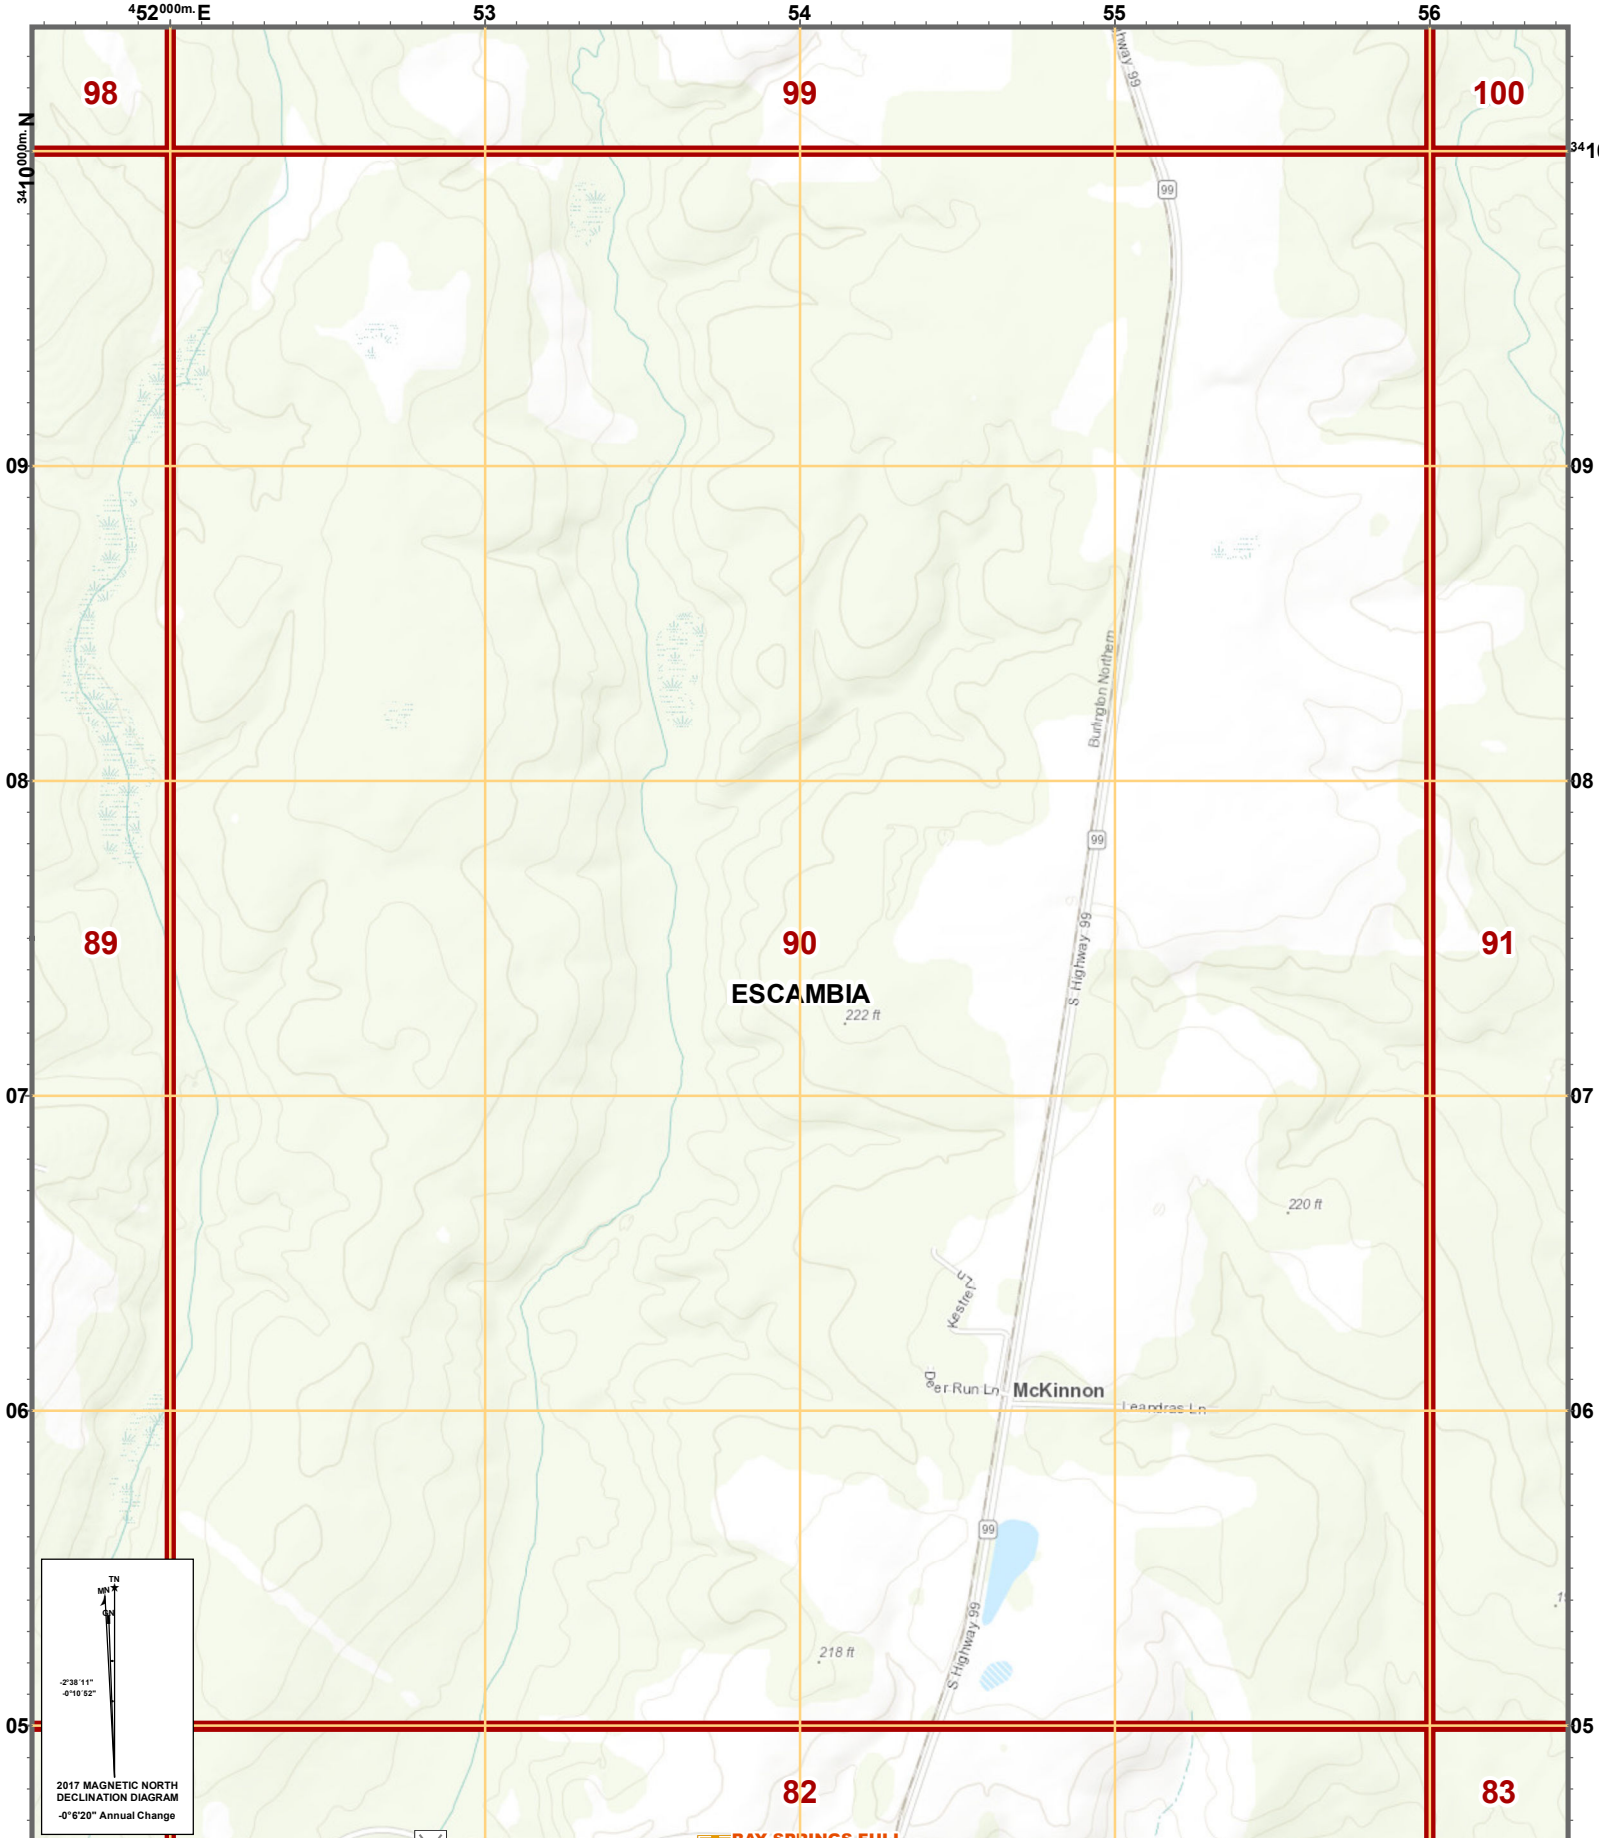 452000m. E 53 54 55 56
98 99 100
hway 99
3410000m. N
34
99
09 09
Burlington Northern
08 08
99
S Highway 99
89 90 91
ESCAMBIA
222 ft
07 07
220 ft
Kestrel Ln
Deer Run Ln
McKinnon
06 06
Leandras Ln
99
S Highway 99
218 ft
TN
MN
GN
-2°38'11"
-0°10'52"
05 05
2017 MAGNETIC NORTH
DECLINATION DIAGRAM
-0°6'20" Annual Change
82 83